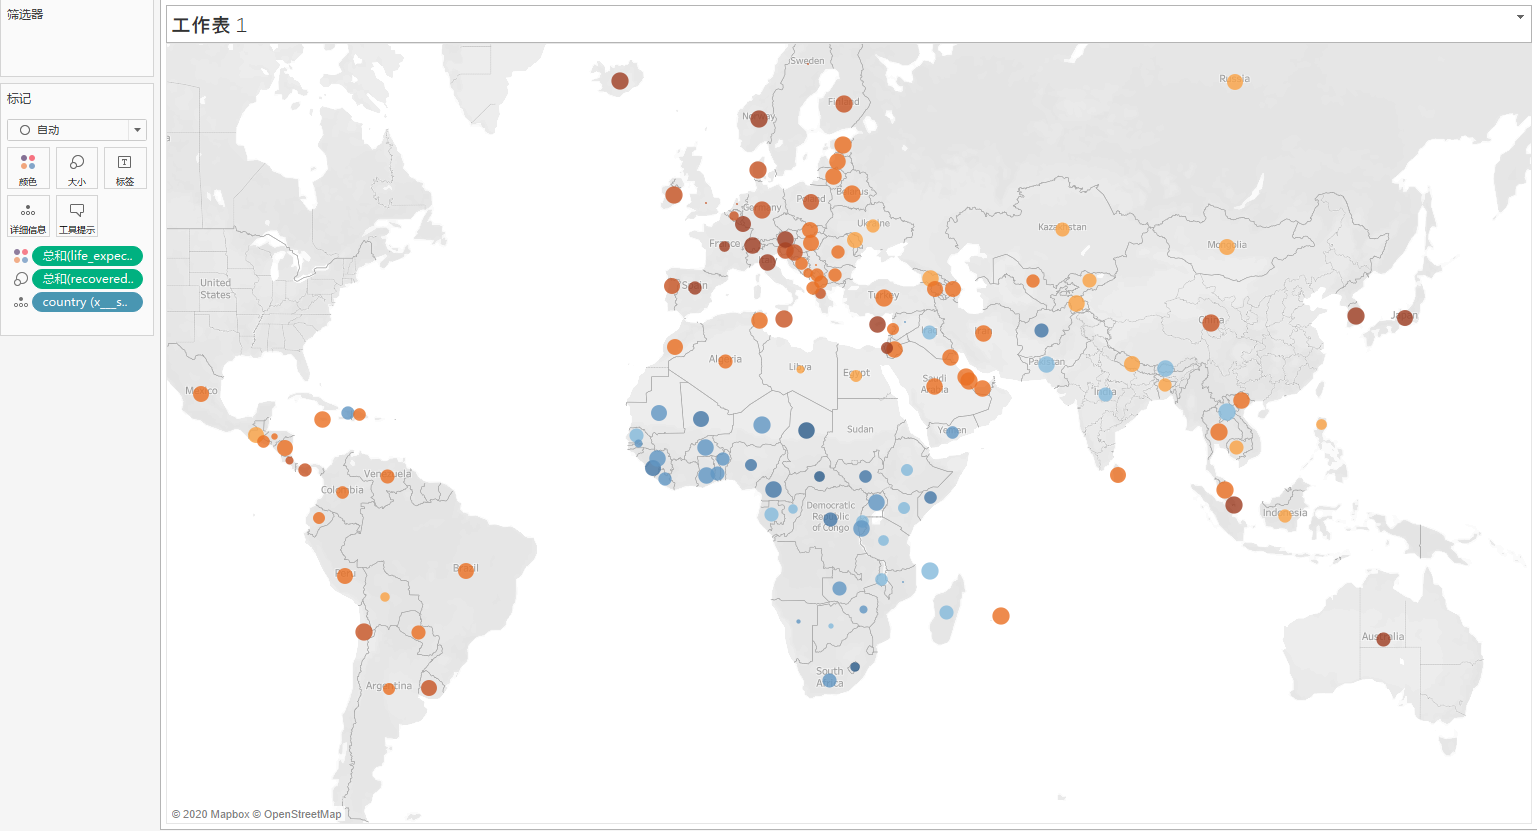 筛选器
工作表 1
标记
自动
颜色
大小
标签
详细信息
工具提示
总和(life_expec..
总和(recovered..
country (x___s..
Sweden
Russia
Finland
Norway
Belarus
Poland
Germany
Ukraine
Kazakhstan
Mongolia
France
Spain
Turkey
United
States
China
Japan
Iraq
Iran
Algeria
Libya
Egypt
Pakistan
Saudi
Arabia
India
Mexico
Sudan
Yemen
Venezuela
Colombia
Democratic
Republic
of Congo
Indonesia
Peru
Brazil
Australia
South
Africa
Argentina
© 2020 Mapbox © OpenStreetMap